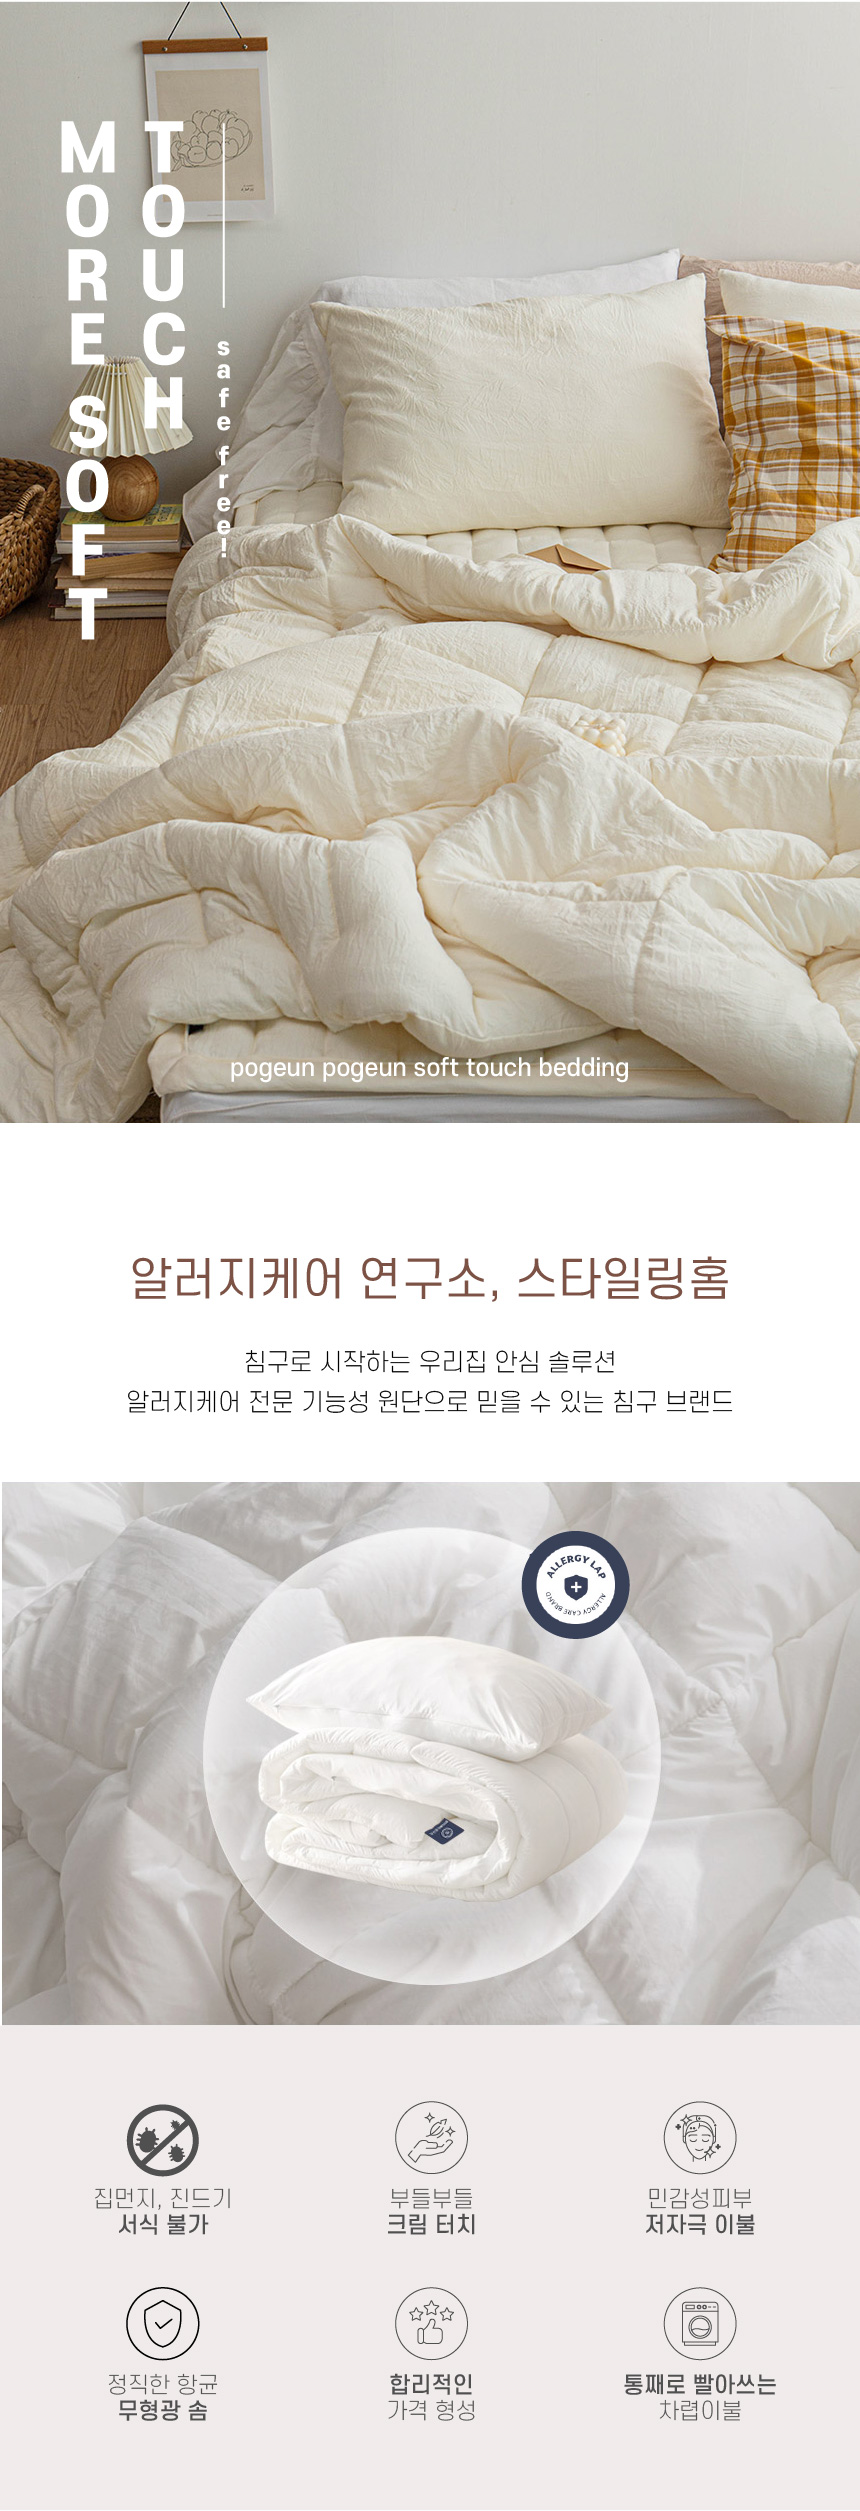 MORE SOFT
TOUCH
safe free!
pogeun pogeun soft touch bedding
알러지케어 연구소, 스타일링홈
침구로 시작하는 우리집 안심 솔루션
알러지케어 전문 기능성 원단으로 믿을 수 있는 침구 브랜드
ALLERGY LAP
ALLERGY CARE BRAND
집먼지, 진드기
서식 불가
부들부들
크림 터치
민감성피부
저자극 이불
정직한 항균
무형광 솜
합리적인
가격 형성
통째로 빨아쓰는
차렵이불